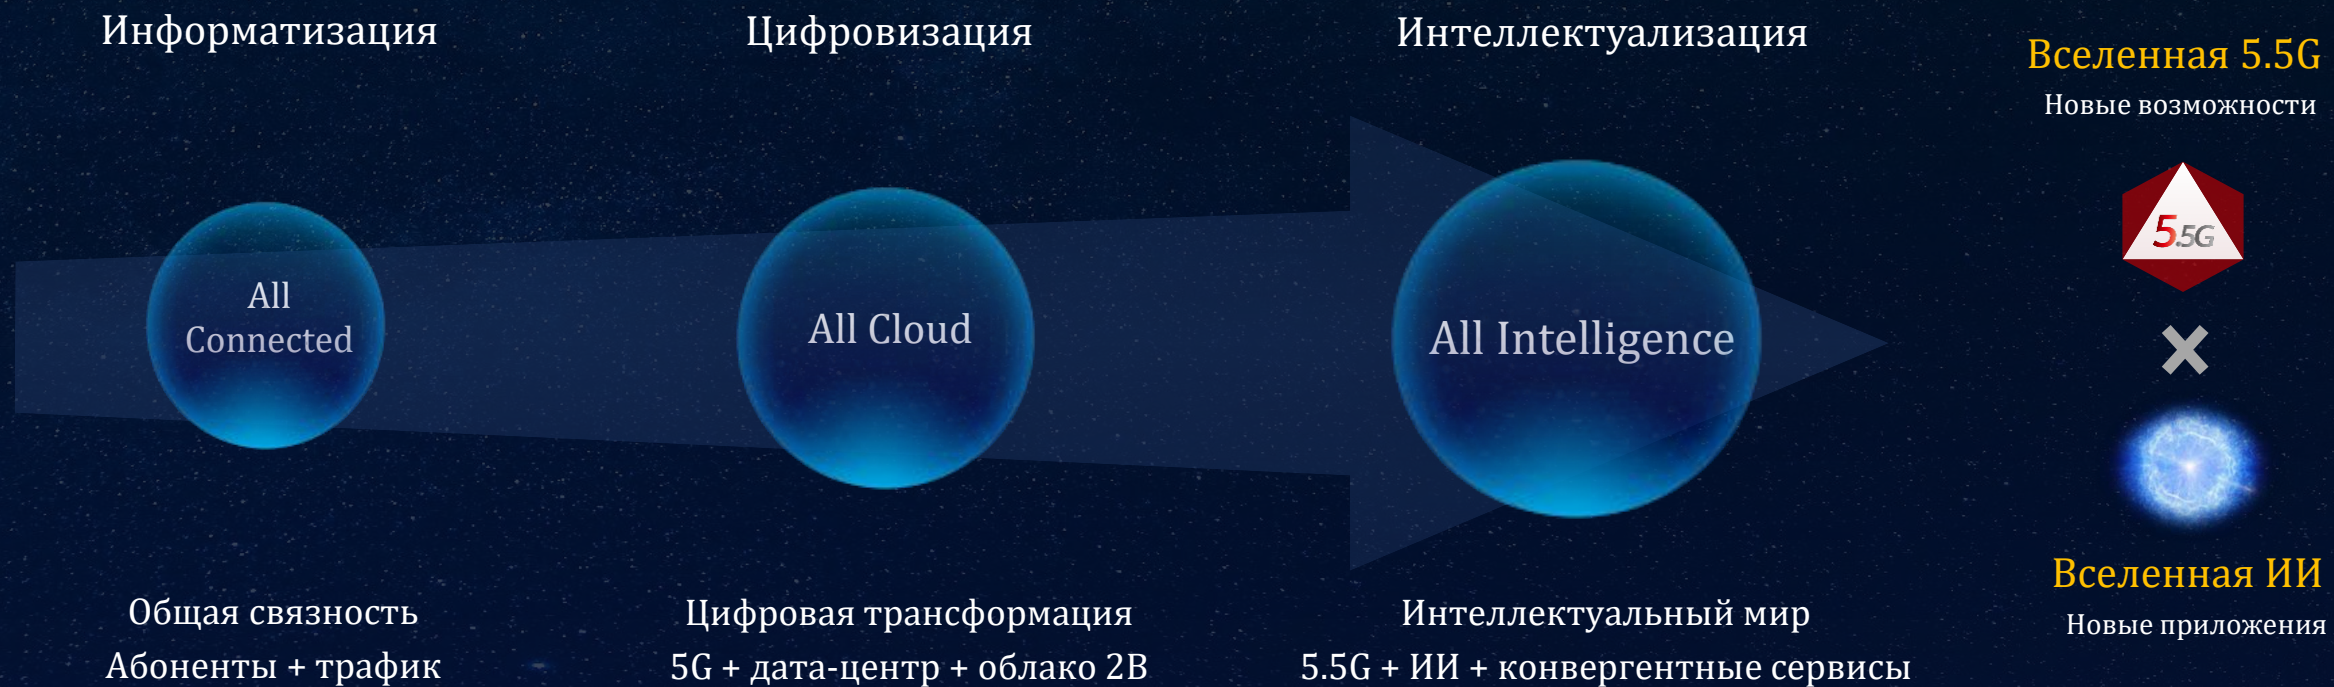 Информатизация
Цифровизация
Интеллектуализация
Вселенная 5.5G
Новые возможности
All
Connected
All Cloud
All Intelligence
5.5G
Вселенная ИИ
Новые приложения
Общая связность
Абоненты + трафик
Цифровая трансформация
5G + дата-центр + облако 2B
Интеллектуальный мир
5.5G + ИИ + конвергентные сервисы